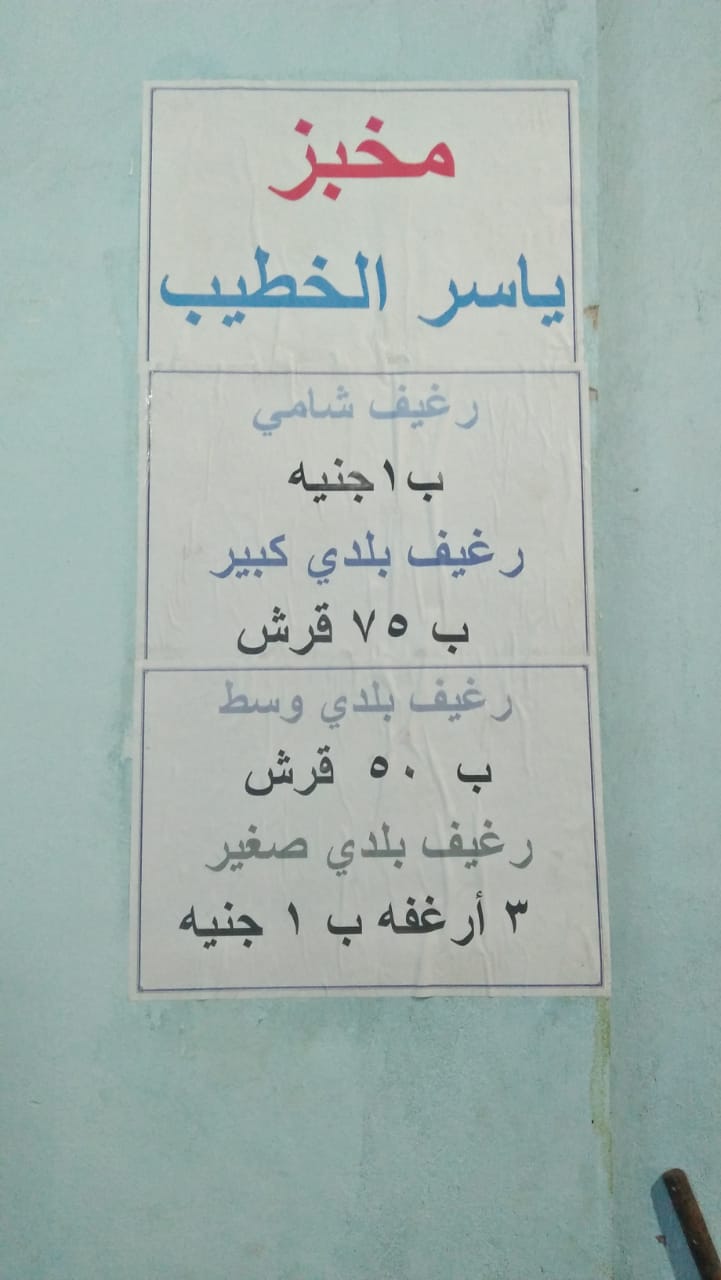 مخبز
ياسر الخطيب
رغيف شامي
ب١جنيه
رغيف بلدي كبير
ب ٧٥ قرش
رغيف بلدي وسط
ب ٥٠ قرش
رغيف بلدي صغير
٣ أرغفه ب ١ جنيه